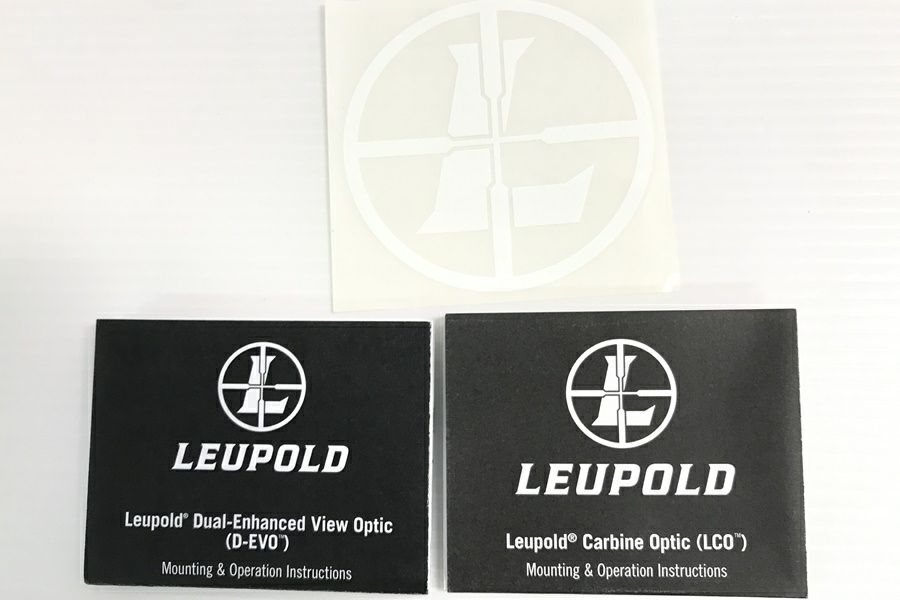 LEUPOLD
Leupold® Dual-Enhanced View Optic
(D-EVO™)
Mounting & Operation Instructions
LEUPOLD
Leupold® Carbine Optic (LCO™)
Mounting & Operation Instructions